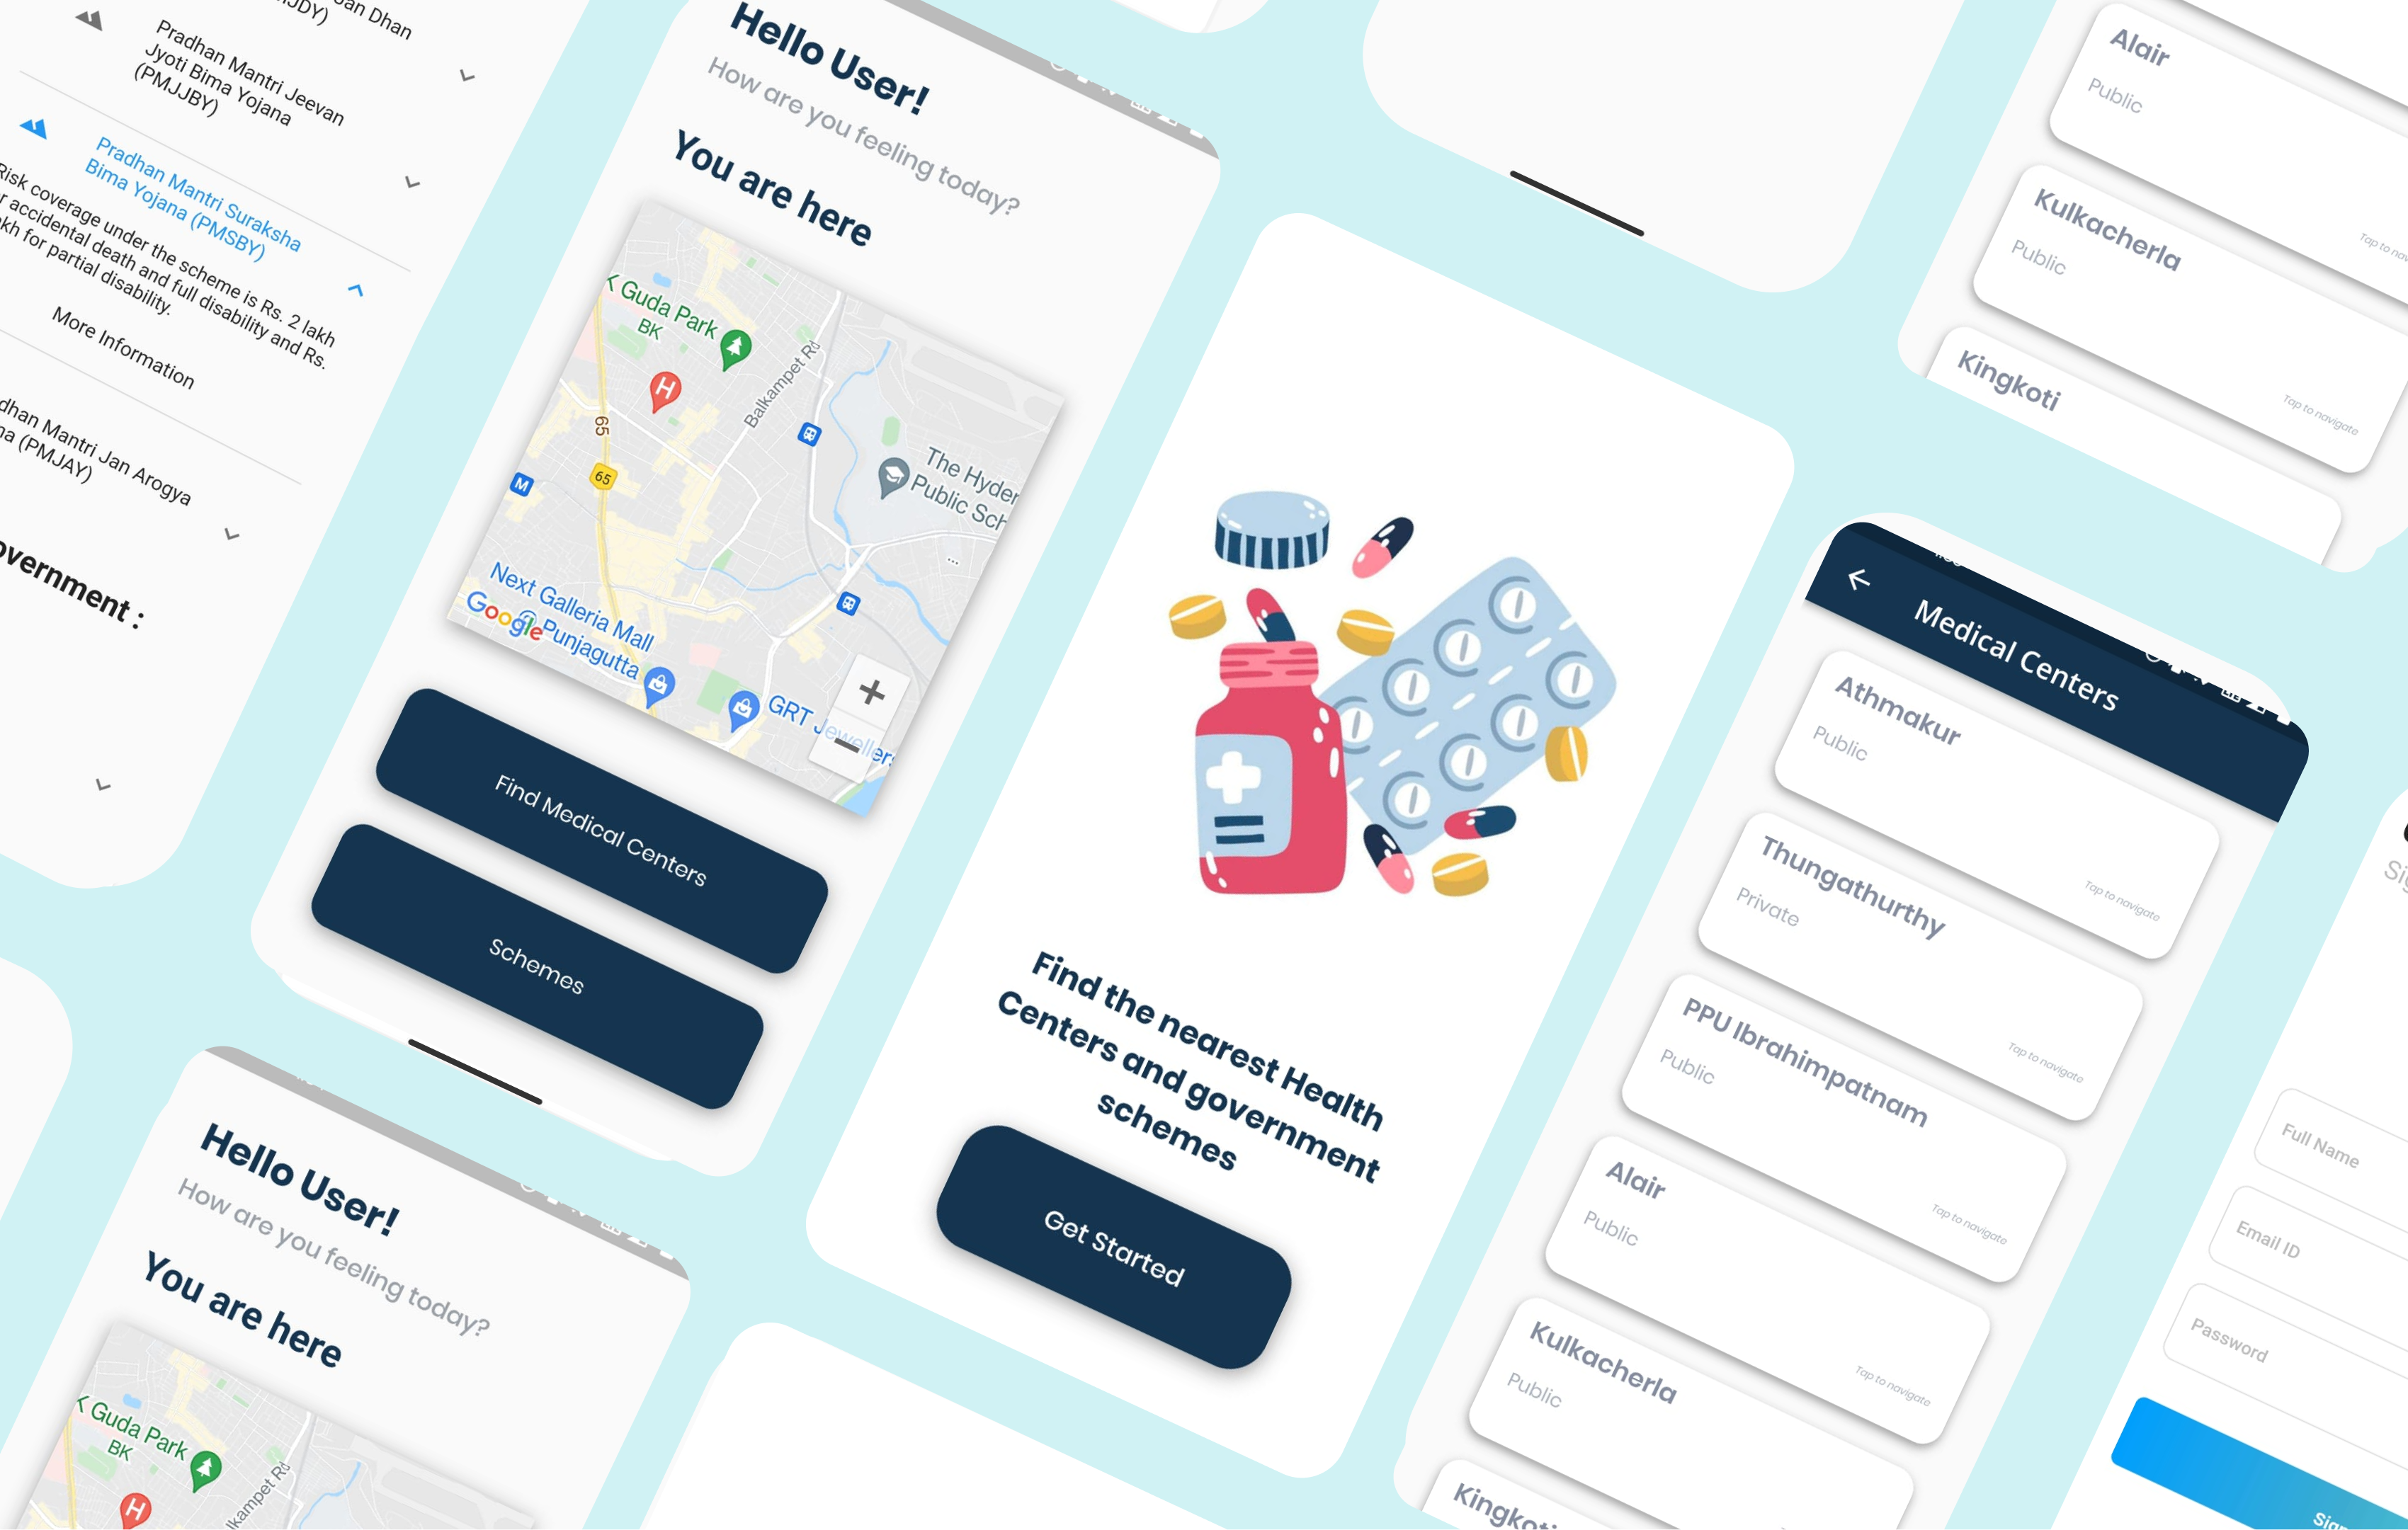 an Dhan
JDY)
Pradhan Mantri Jeevan
Jyoti Bima Yojana
(PMJJBY)
Pradhan Mantri Suraksha
Bima Yojana (PMSBY)
Risk coverage under the scheme is Rs. 2 lakh
r accidental death and full disability and Rs.
kh for partial disability.
More Information
dhan Mantri Jan Arogya
na (PMJAY)
overnment :
Hello User!
How are you feeling today?
You are here
K Guda Park
BK
H
Balkampet Rd
65
65
M
The Hyder
Public Sch
Next Galleria Mall
@ Punjagutta
Google
GRT Jewellers
Find Medical Centers
Schemes
Hello User!
How are you feeling today?
You are here
K Guda Park
BK
H
lkampet Rd
Find the nearest Health
Centers and government
schemes
Get Started
Alair
Public
Tap to nav
Kulkacherla
Public
Tap to navigate
Kingkoti
Medical Centers
Athmakur
Public
Tap to navigate
Thungathurthy
Private
Tap to navigate
PPU Ibrahimpatnam
Public
Tap to navigate
Alair
Public
Tap to navigate
Kulkacherla
Public
Kingkoti
Sig
Full Name
Email ID
Password
Sign